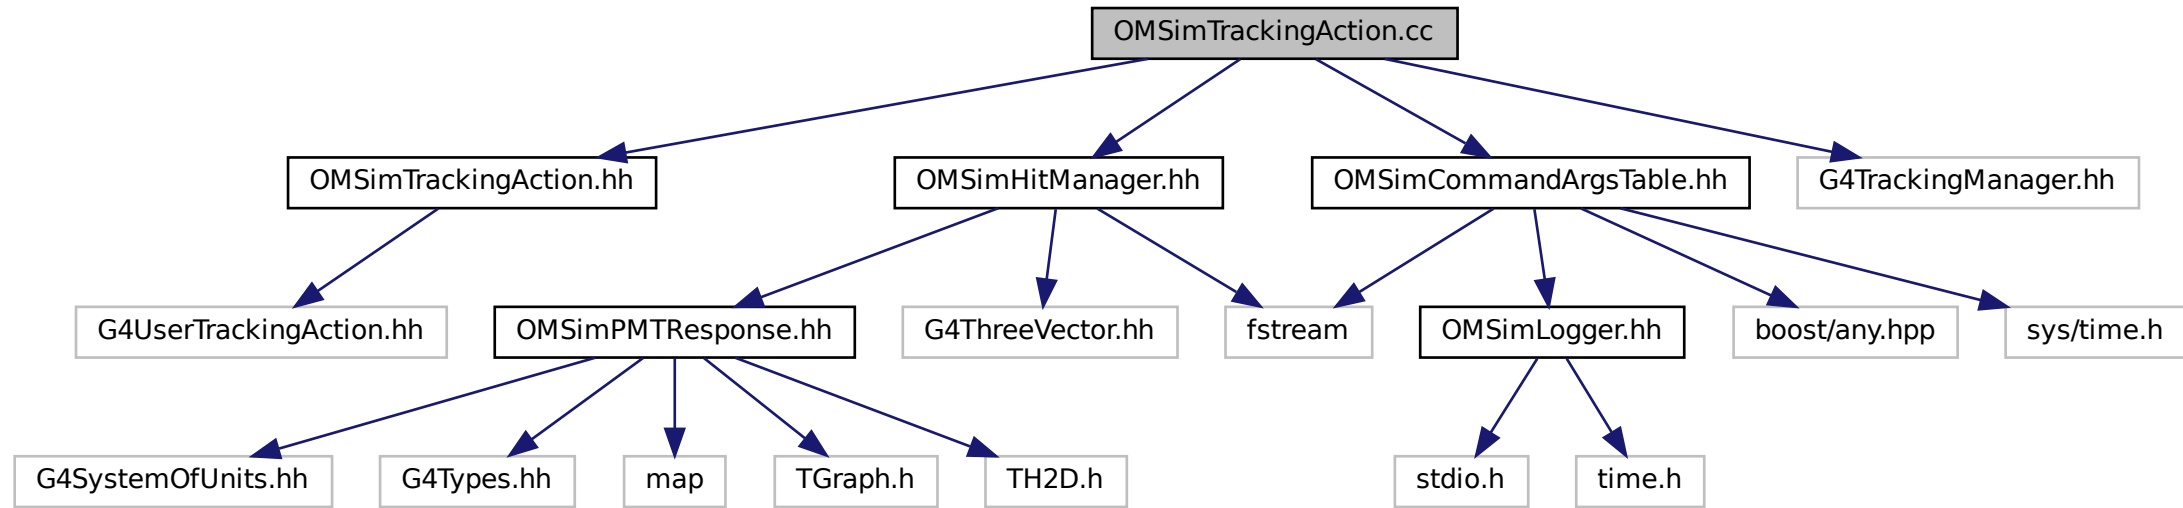 OMSimTrackingAction.cc
OMSimTrackingAction.hh
OMSimHitManager.hh
OMSimCommandArgsTable.hh
G4TrackingManager.hh
G4UserTrackingAction.hh
OMSimPMTResponse.hh
G4ThreeVector.hh
fstream
OMSimLogger.hh
boost/any.hpp
sys/time.h
G4SystemOfUnits.hh
G4Types.hh
map
TGraph.h
TH2D.h
stdio.h
time.h